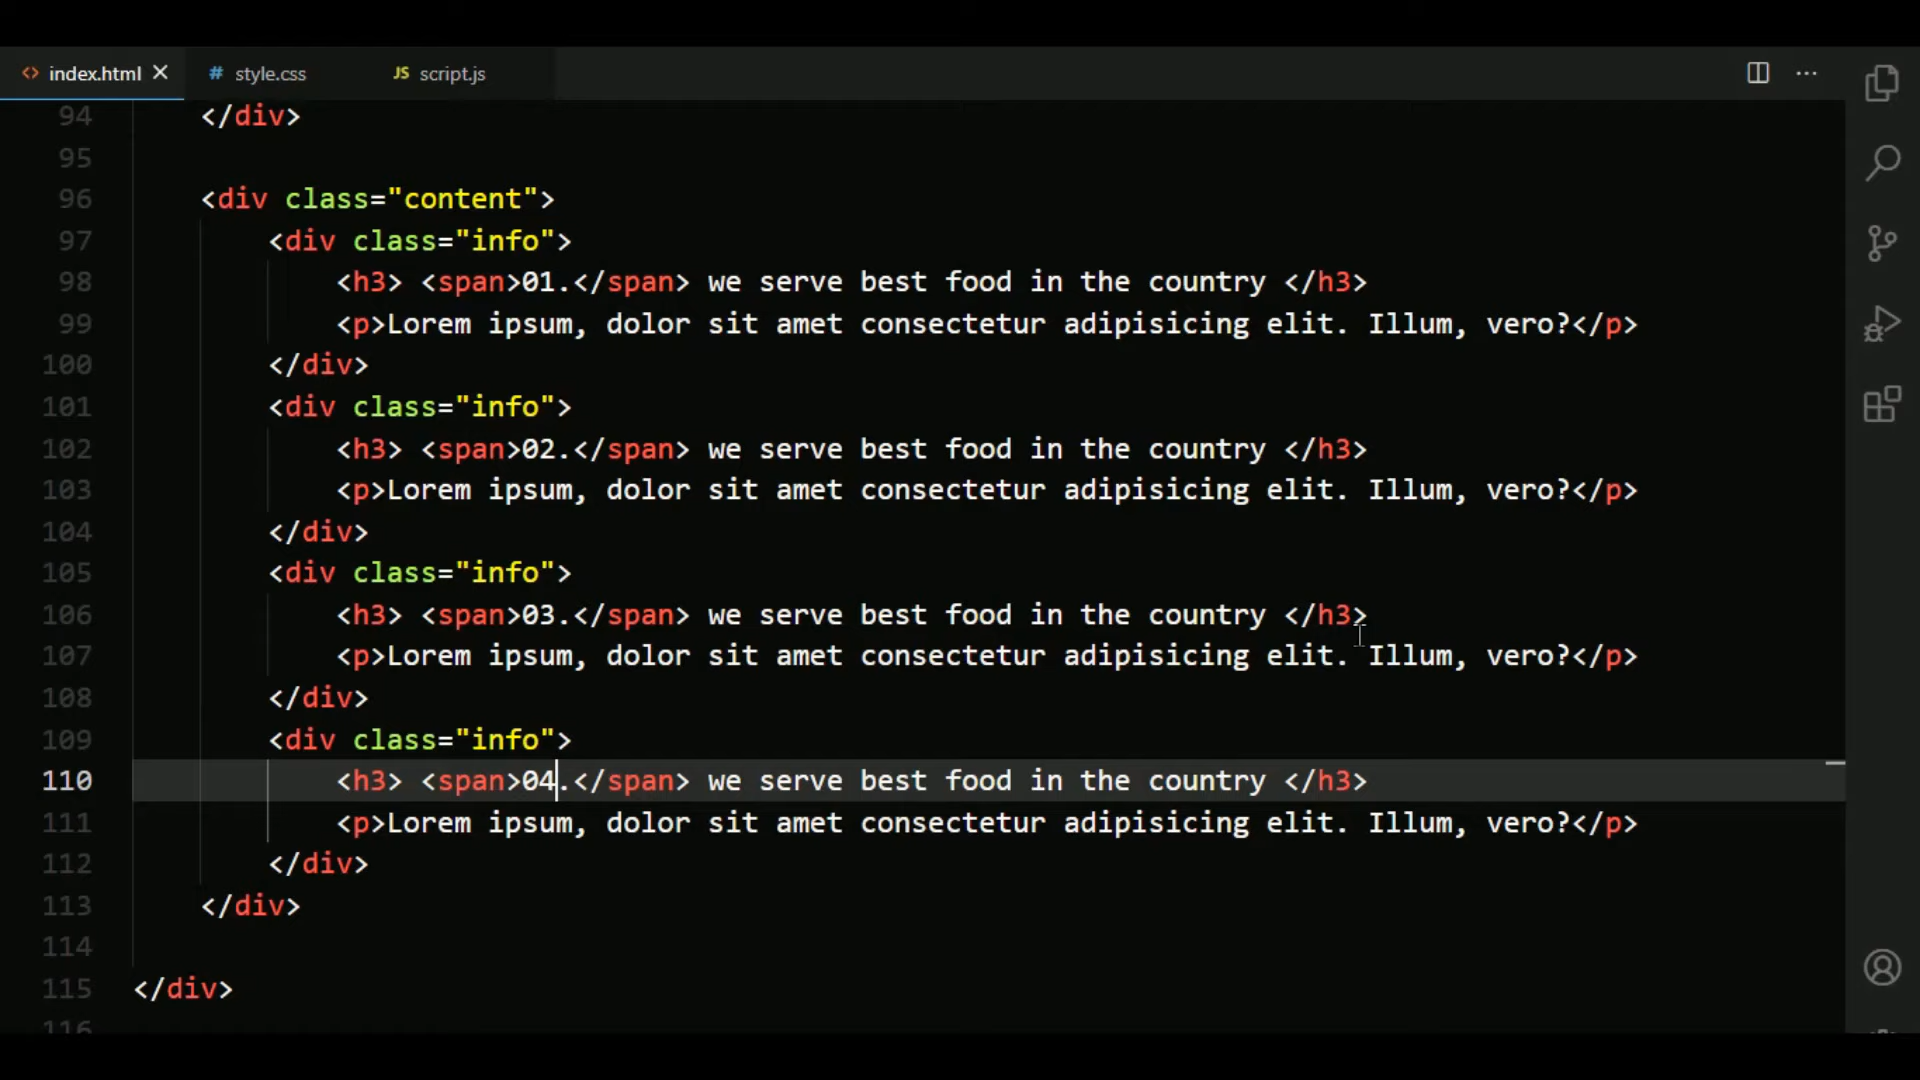 index.html style.css JS script.js
94 </div>
95
96 <div class="content">
97 <div class="info">
98 <h3> <span>01.</span> we serve best food in the country </h3>
99 <p>Lorem ipsum, dolor sit amet consectetur adipisicing elit. Illum, vero?</p>
100 </div>
101 <div class="info">
102 <h3> <span>02.</span> we serve best food in the country </h3>
103 <p>Lorem ipsum, dolor sit amet consectetur adipisicing elit. Illum, vero?</p>
104 </div>
105 <div class="info">
106 <h3> <span>03.</span> we serve best food in the country </h3>
107 <p>Lorem ipsum, dolor sit amet consectetur adipisicing elit. Illum, vero?</p>
108 </div>
109 <div class="info">
110 <h3> <span>04.</span> we serve best food in the country </h3>
111 <p>Lorem ipsum, dolor sit amet consectetur adipisicing elit. Illum, vero?</p>
112 </div>
113 </div>
114
115 </div>
116